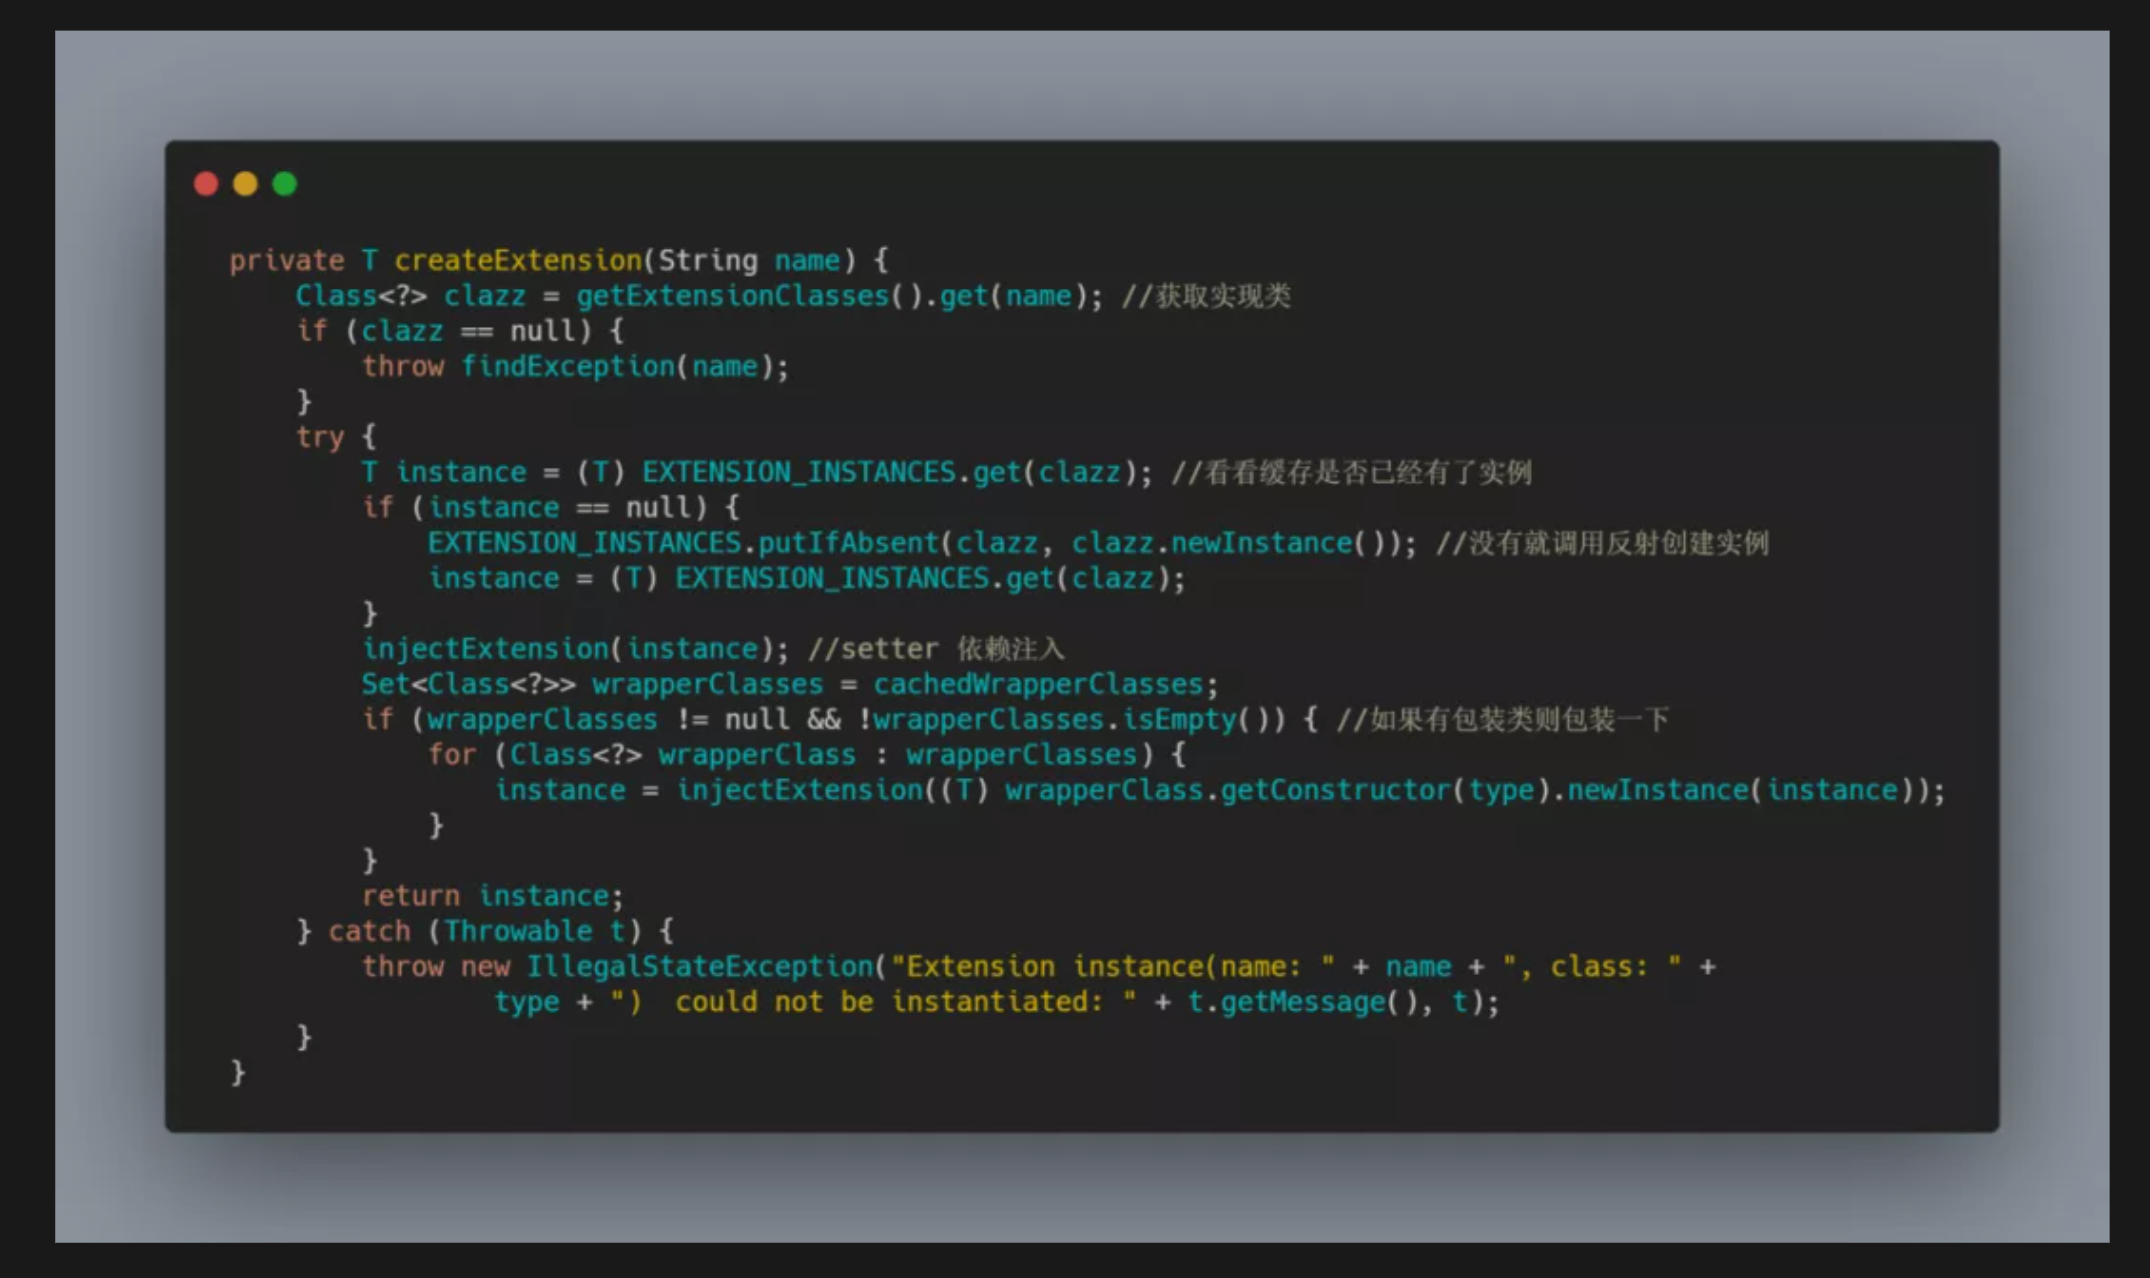 private T createExtension(String name) {
    Class<?> clazz = getExtensionClasses().get(name); //获取实现类
    if (clazz == null) {
        throw findException(name);
    }
    try {
        T instance = (T) EXTENSION_INSTANCES.get(clazz); //看看缓存是否已经有了实例
        if (instance == null) {
            EXTENSION_INSTANCES.putIfAbsent(clazz, clazz.newInstance()); //没有就调用反射创建实例
            instance = (T) EXTENSION_INSTANCES.get(clazz);
        }
        injectExtension(instance); //setter 依赖注入
        Set<Class<?>> wrapperClasses = cachedWrapperClasses;
        if (wrapperClasses != null && !wrapperClasses.isEmpty()) { //如果有包装类则包装一下
            for (Class<?> wrapperClass : wrapperClasses) {
                instance = injectExtension((T) wrapperClass.getConstructor(type).newInstance(instance));
            }
        }
        return instance;
    } catch (Throwable t) {
        throw new IllegalStateException("Extension instance(name: " + name + ", class: " +
                type + ")  could not be instantiated: " + t.getMessage(), t);
    }
}